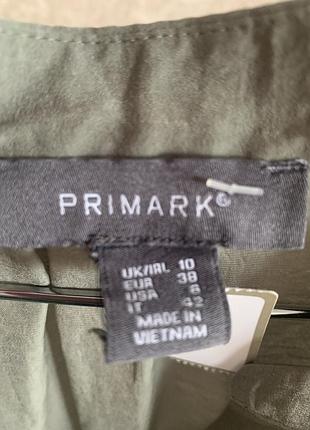 PRIMARK®
UK/IRL 10
EUR 38
USA 6
IT 42
MADE IN
VIETNAM